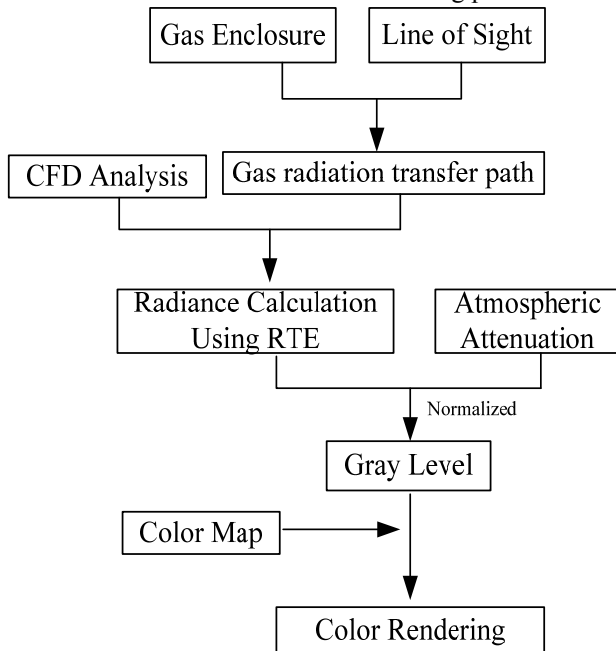 Gas Enclosure
Line of Sight
CFD Analysis
Gas radiation transfer path
Radiance Calculation
Using RTE
Atmospheric
Attenuation
Normalized
Gray Level
Color Map
Color Rendering